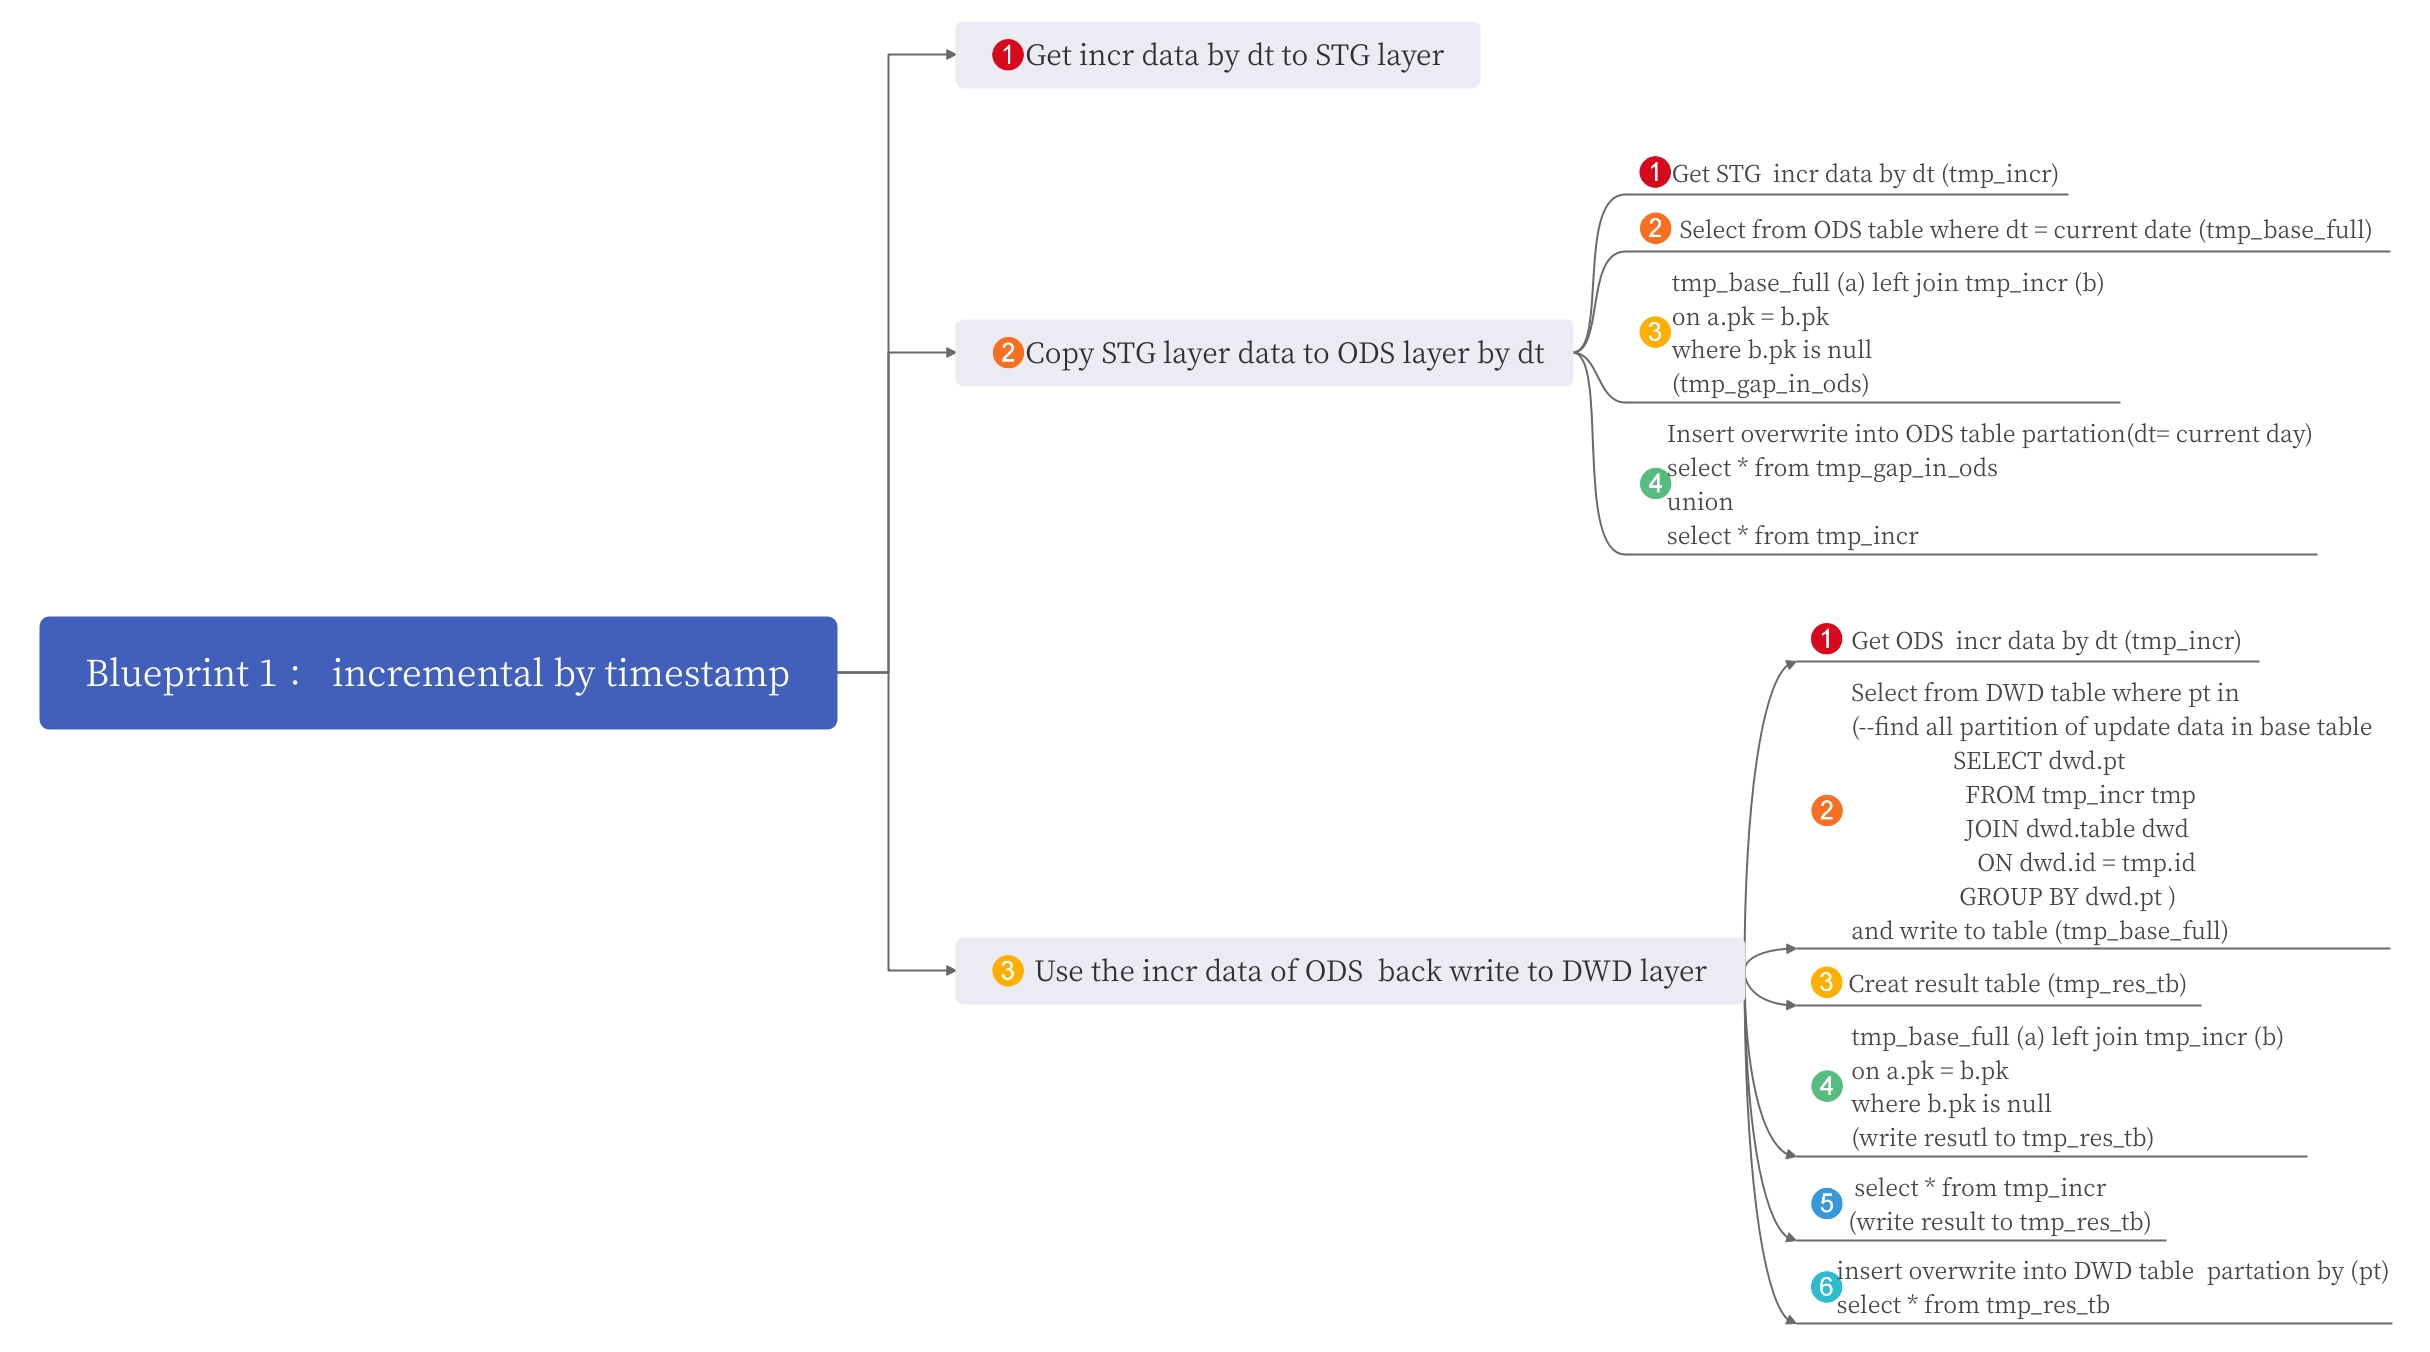 1 Get incr data by dt to STG layer
1 Get STG  incr data by dt (tmp_incr)
2 Select from ODS table where dt = current date (tmp_base_full)
2 Copy STG layer data to ODS layer by dt
3 tmp_base_full (a) left join tmp_incr (b)
on a.pk = b.pk
where b.pk is null
(tmp_gap_in_ods)
4 Insert overwrite into ODS table partation(dt= current day)
select * from tmp_gap_in_ods
union
select * from tmp_incr
Blueprint 1：  incremental by timestamp
3 Use the incr data of ODS  back write to DWD layer
1 Get ODS  incr data by dt (tmp_incr)
2 Select from DWD table where pt in
(--find all partition of update data in base table
SELECT dwd.pt
FROM tmp_incr tmp
JOIN dwd.table dwd
ON dwd.id = tmp.id
GROUP BY dwd.pt )
and write to table (tmp_base_full)
3 Creat result table (tmp_res_tb)
4 tmp_base_full (a) left join tmp_incr (b)
on a.pk = b.pk
where b.pk is null
(write resutl to tmp_res_tb)
5 select * from tmp_incr
(write result to tmp_res_tb)
6 insert overwrite into DWD table  partation by (pt)
select * from tmp_res_tb